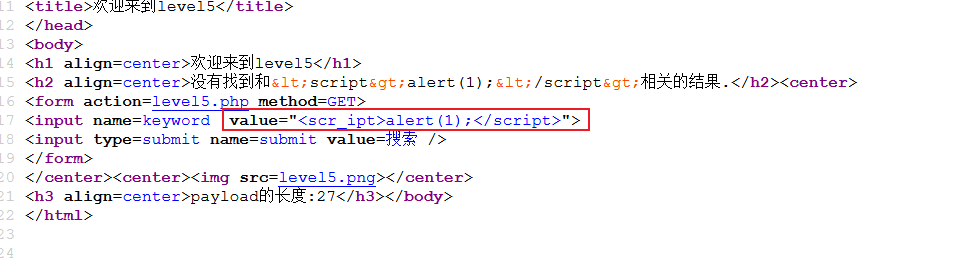 11 <title>欢迎来到level5</title>
12 </head>
13 <body>
14 <h1 align=center>欢迎来到level5</h1>
15 <h2 align=center>没有找到和&lt;script&gt;alert(1);&lt;/script&gt;相关的结果.</h2><center>
16 <form action=level5.php method=GET>
17 <input name=keyword  value="<scr_ipt>alert(1);</script>">
18 <input type=submit name=submit value=搜索 />
19 </form>
20 </center><center><img src=level5.png></center>
21 <h3 align=center>payload的长度:27</h3></body>
22 </html>
23
24